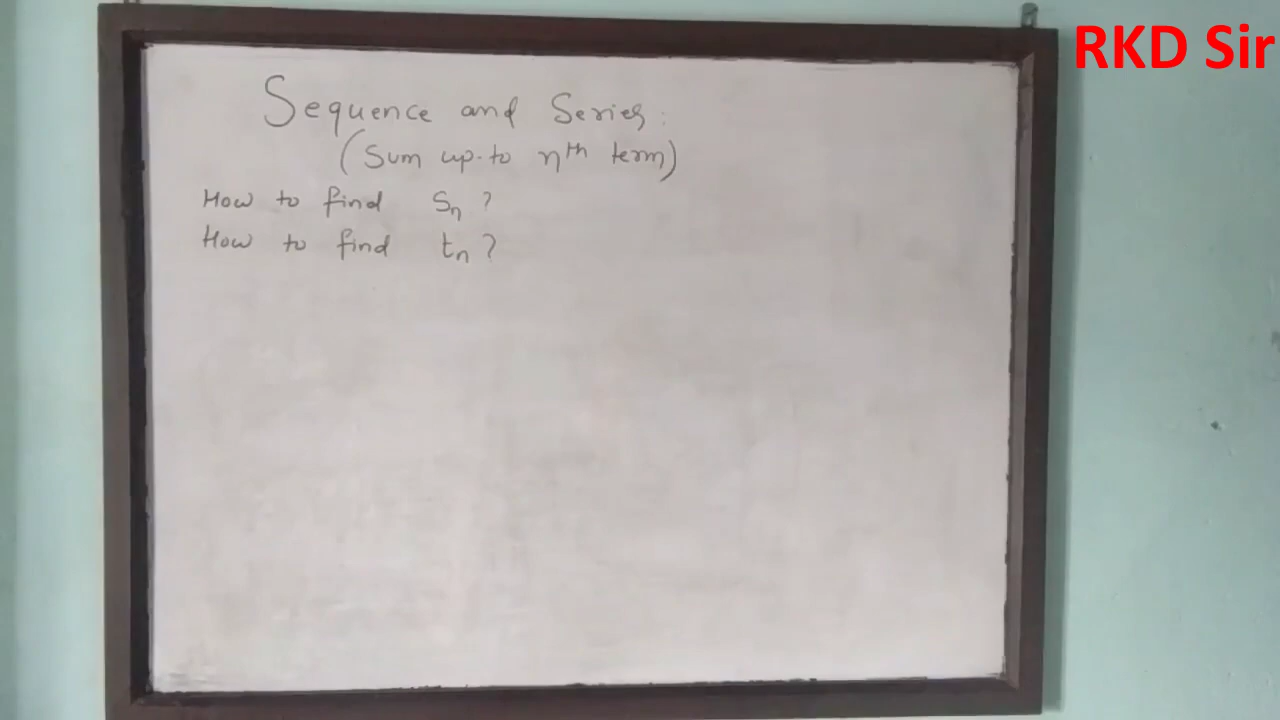 RKD Sir
Sequence and Series:
(Sum up-to nth term)
How to find Sn ?
How to find tn ?